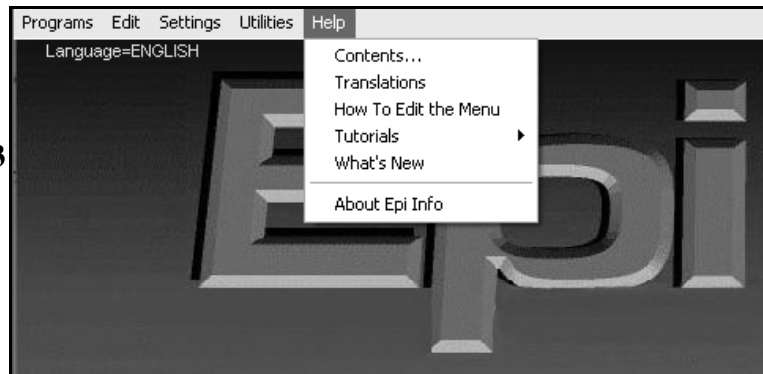 Programs Edit Settings Utilities Help
Language=ENGLISH
Contents...
Translations
How To Edit the Menu
Tutorials
What's New
About Epi Info
Epi